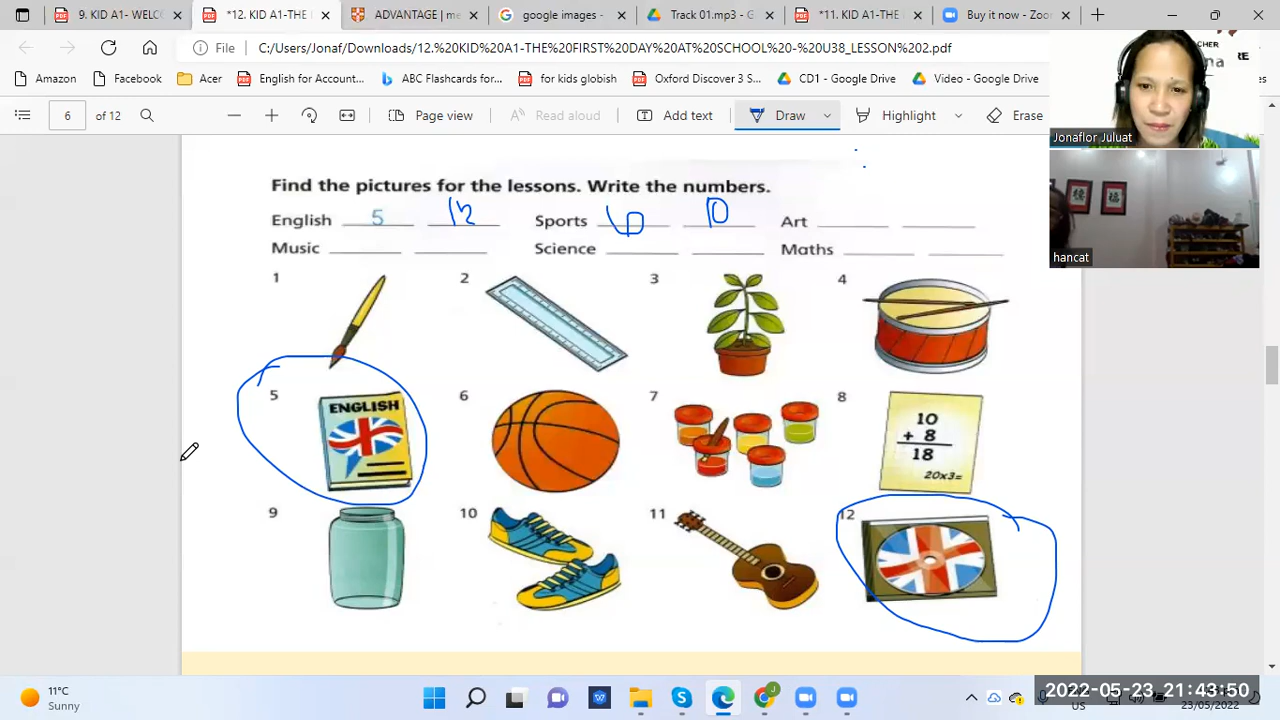 9. KID A1- WELCO
*12. KID A1-THE I
ADVANTAGE | me
google images -
Track 01.mp3 - G
*11. KID A1-THE
Buy it now - Zoo
File
C:/Users/Jonaf/Downloads/12.%20KID%20A1-THE%20FIRST%20DAY%20AT%20SCHOOL%20-%20U38_LESSON%202.pdf
Amazon
Facebook
Acer
English for Account...
ABC Flashcards for...
for kids globish
Oxford Discover 3 S...
CD1 - Google Drive
Video - Google Drive
6 of 12
Page view
Read aloud
Add text
Draw
Highlight
Erase
Jonaflor Juluat
hancat
Find the pictures for the lessons. Write the numbers.
English 5 12 Sports 6 10 Art
Music Science Maths
1 2 3 4
5 6 7 8
ENGLISH
10
+ 8
18
20x3=
9 10 11 12
11°C
Sunny
US
2022-05-23 21:43:50
23/05/2022